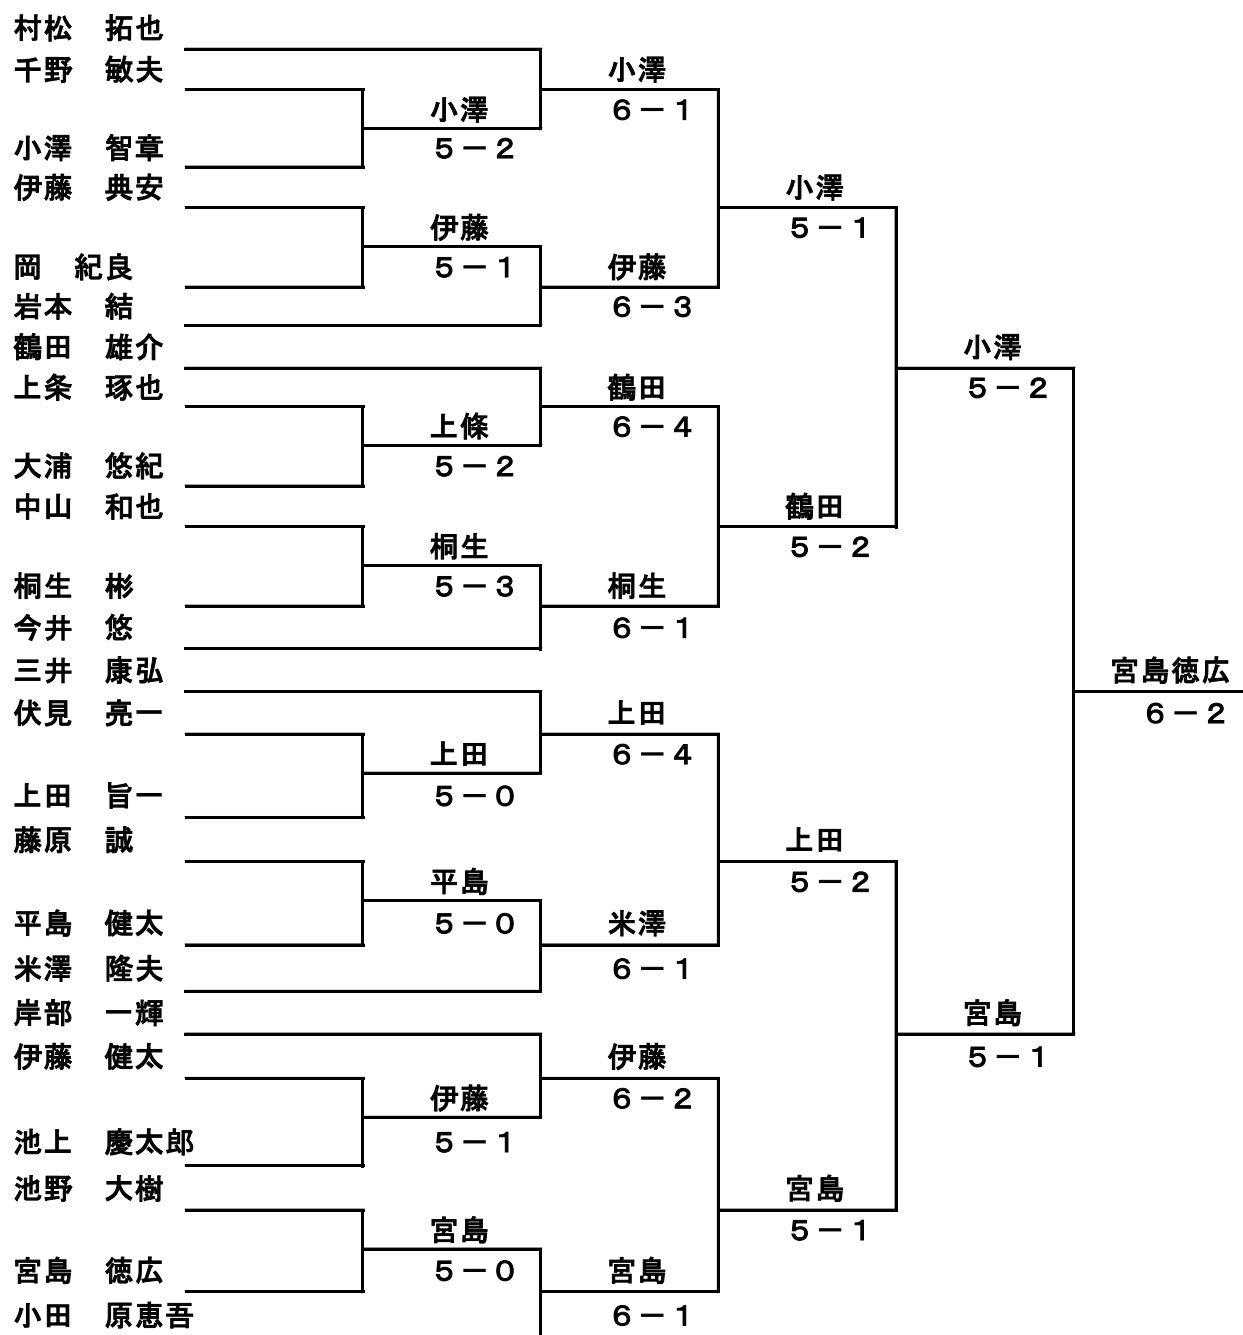 村松　拓也
千野　敏夫
小澤
6－1
小澤
5－2
小澤　智章
伊藤　典安
小澤
5－1
伊藤
5－1
岡　紀良
伊藤
6－3
岩本　結
鶴田　雄介
小澤
5－2
上条　琢也
鶴田
6－4
上條
5－2
大浦　悠紀
中山　和也
鶴田
5－2
桐生
5－3
桐生　彬
桐生
6－1
今井　悠
三井　康弘
宮島徳広
6－2
伏見　亮一
上田
6－4
上田
5－0
上田　旨一
藤原　誠
上田
5－2
平島
5－0
平島　健太
米澤
6－1
米澤　隆夫
岸部　一輝
宮島
5－1
伊藤　健太
伊藤
6－2
伊藤
5－1
池上　慶太郎
池野　大樹
宮島
5－1
宮島
5－0
宮島　徳広
宮島
6－1
小田　原恵吾